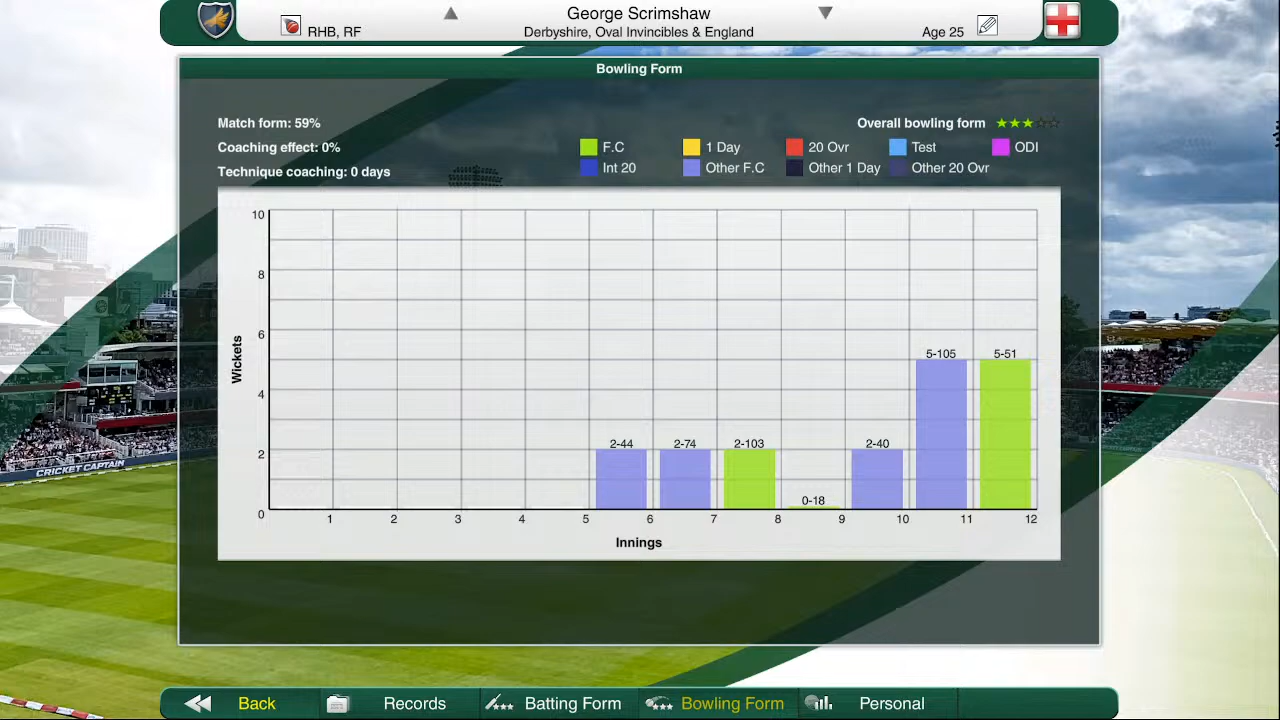 George Scrimshaw
RHB, RF
Derbyshire, Oval Invincibles & England
Age 25
Bowling Form
Match form: 59%
Overall bowling form
Coaching effect: 0%
F.C
1 Day
20 Ovr
Test
ODI
Technique coaching: 0 days
Int 20
Other F.C
Other 1 Day
Other 20 Ovr
10
8
6
4
2
0
Wickets
2-44
2-74
2-103
0-18
2-40
5-105
5-51
1
2
3
4
5
6
7
8
9
10
11
12
Innings
CRICKET CAPTAIN
Back
Records
Batting Form
Bowling Form
Personal